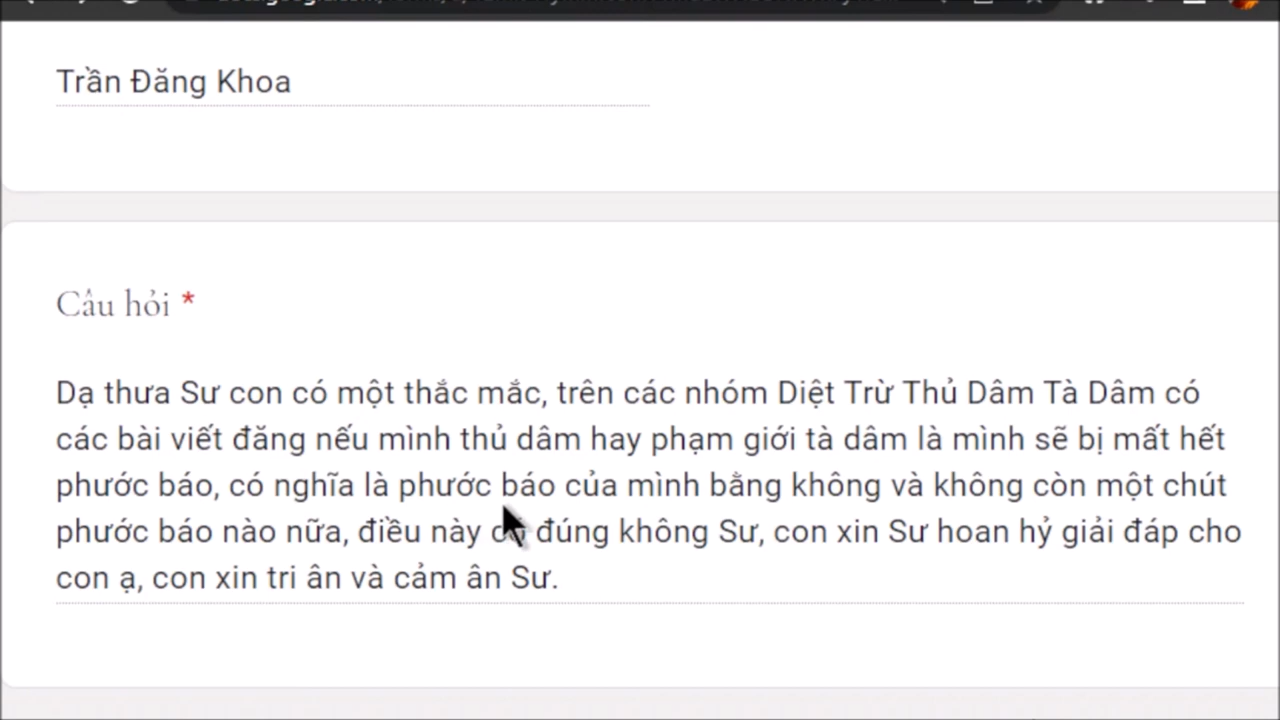 Trần Đăng Khoa
Câu hỏi *
Dạ thưa Sư con có một thắc mắc, trên các nhóm Diệt Trừ Thủ Dâm Tà Dâm có
các bài viết đăng nếu mình thủ dâm hay phạm giới tà dâm là mình sẽ bị mất hết
phước báo, có nghĩa là phước báo của mình bằng không và không còn một chút
phước báo nào nữa, điều này có đúng không Sư, con xin Sư hoan hỷ giải đáp cho
con ạ, con xin tri ân và cảm ân Sư.